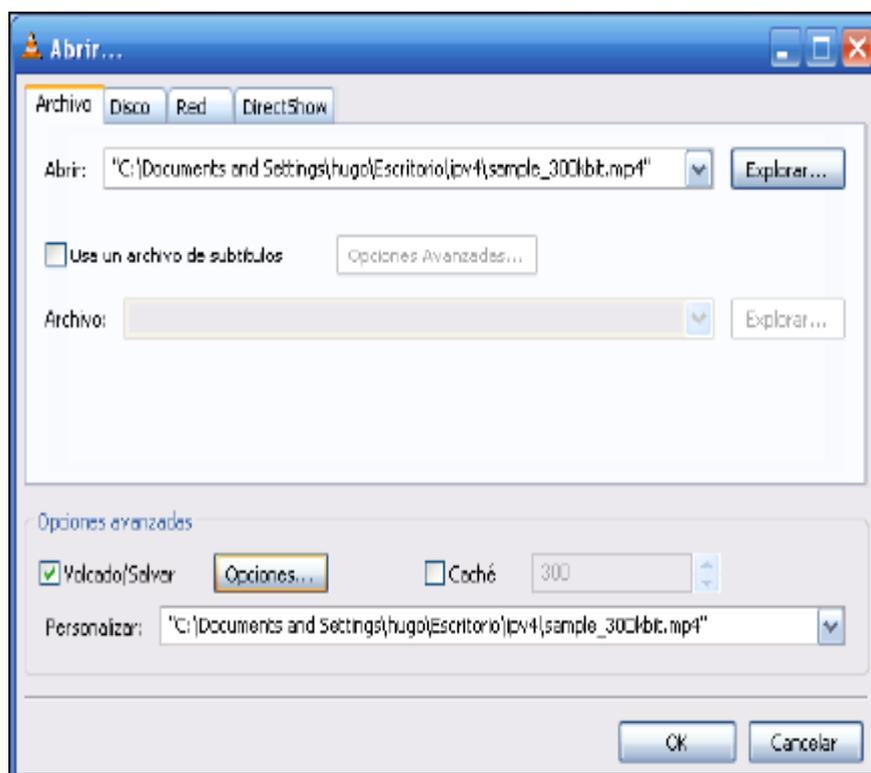 Abrir...
Archivo Disco Red DirectShow
Abrir: "C:\Documents and Settings\hugo\Escritorio\ipv4\sample_300kbit.mp4" Explorar...
Usa un archivo de subtítulos Opciones Avanzadas...
Archivo: Explorar...
Opciones avanzadas
Volcado/Salvar Opciones... Caché 300
Personalizar: "C:\Documents and Settings\hugo\Escritorio\ipv4\sample_300kbit.mp4"
OK Cancelar